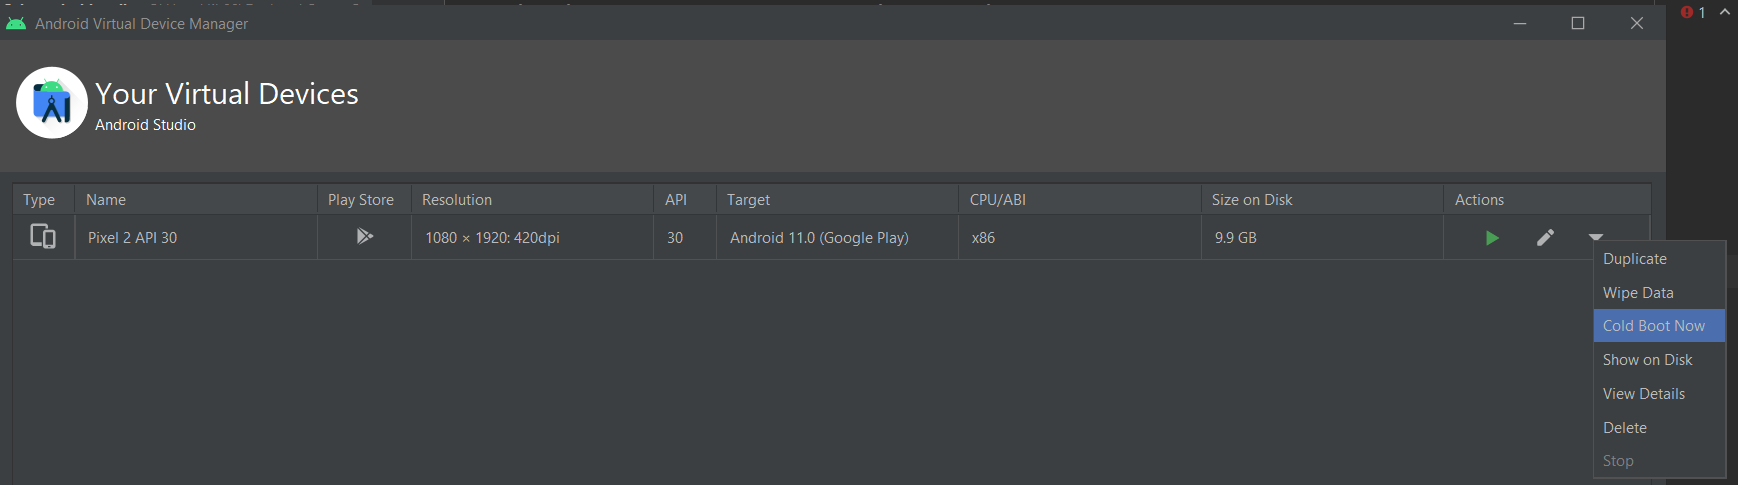 Android Virtual Device Manager
1
Your Virtual Devices
Android Studio
Type Name Play Store Resolution API Target CPU/ABI Size on Disk Actions
Pixel 2 API 30 1080 × 1920: 420dpi 30 Android 11.0 (Google Play) x86 9.9 GB
Duplicate
Wipe Data
Cold Boot Now
Show on Disk
View Details
Delete
Stop